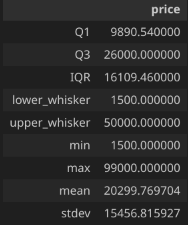 price
Q1 9890.540000
Q3 26000.000000
IQR 16109.460000
lower_whisker 1500.000000
upper_whisker 50000.000000
min 1500.000000
max 99000.000000
mean 20299.769704
stdev 15456.815927